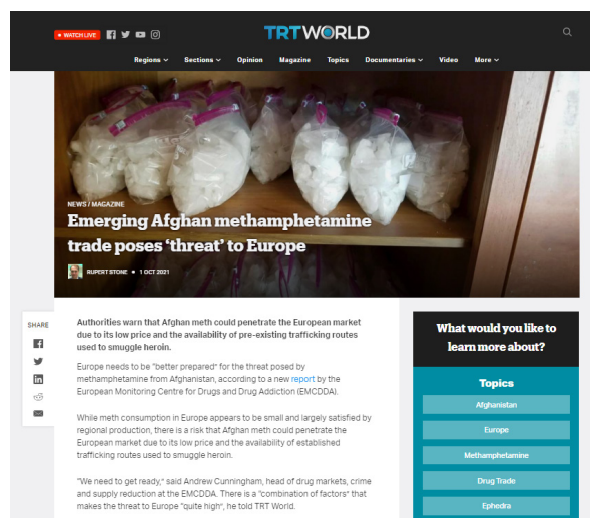 WATCH LIVE
TRTWORLD
Regions
Sections
Opinion
Magazine
Topics
Documentaries
Video
More
NEWS / MAGAZINE
Emerging Afghan methamphetamine
trade poses ‘threat’ to Europe
RUPERT STONE • 1 OCT 2021
SHARE
Authorities warn that Afghan meth could penetrate the European market
due to its low price and the availability of pre-existing trafficking routes
used to smuggle heroin.
Europe needs to be “better prepared” for the threat posed by
methamphetamine from Afghanistan, according to a new report by the
European Monitoring Centre for Drugs and Drug Addiction (EMCDDA).
While meth consumption in Europe appears to be small and largely satisfied by
regional production, there is a risk that Afghan meth could penetrate the
European market due to its low price and the availability of established
trafficking routes used to smuggle heroin.
“We need to get ready,” said Andrew Cunningham, head of drug markets, crime
and supply reduction at the EMCDDA. There is a “combination of factors” that
makes the threat to Europe “quite high”, he told TRT World.
What would you like to
learn more about?
Topics
Afghanistan
Europe
Methamphetamine
Drug Trade
Ephedra